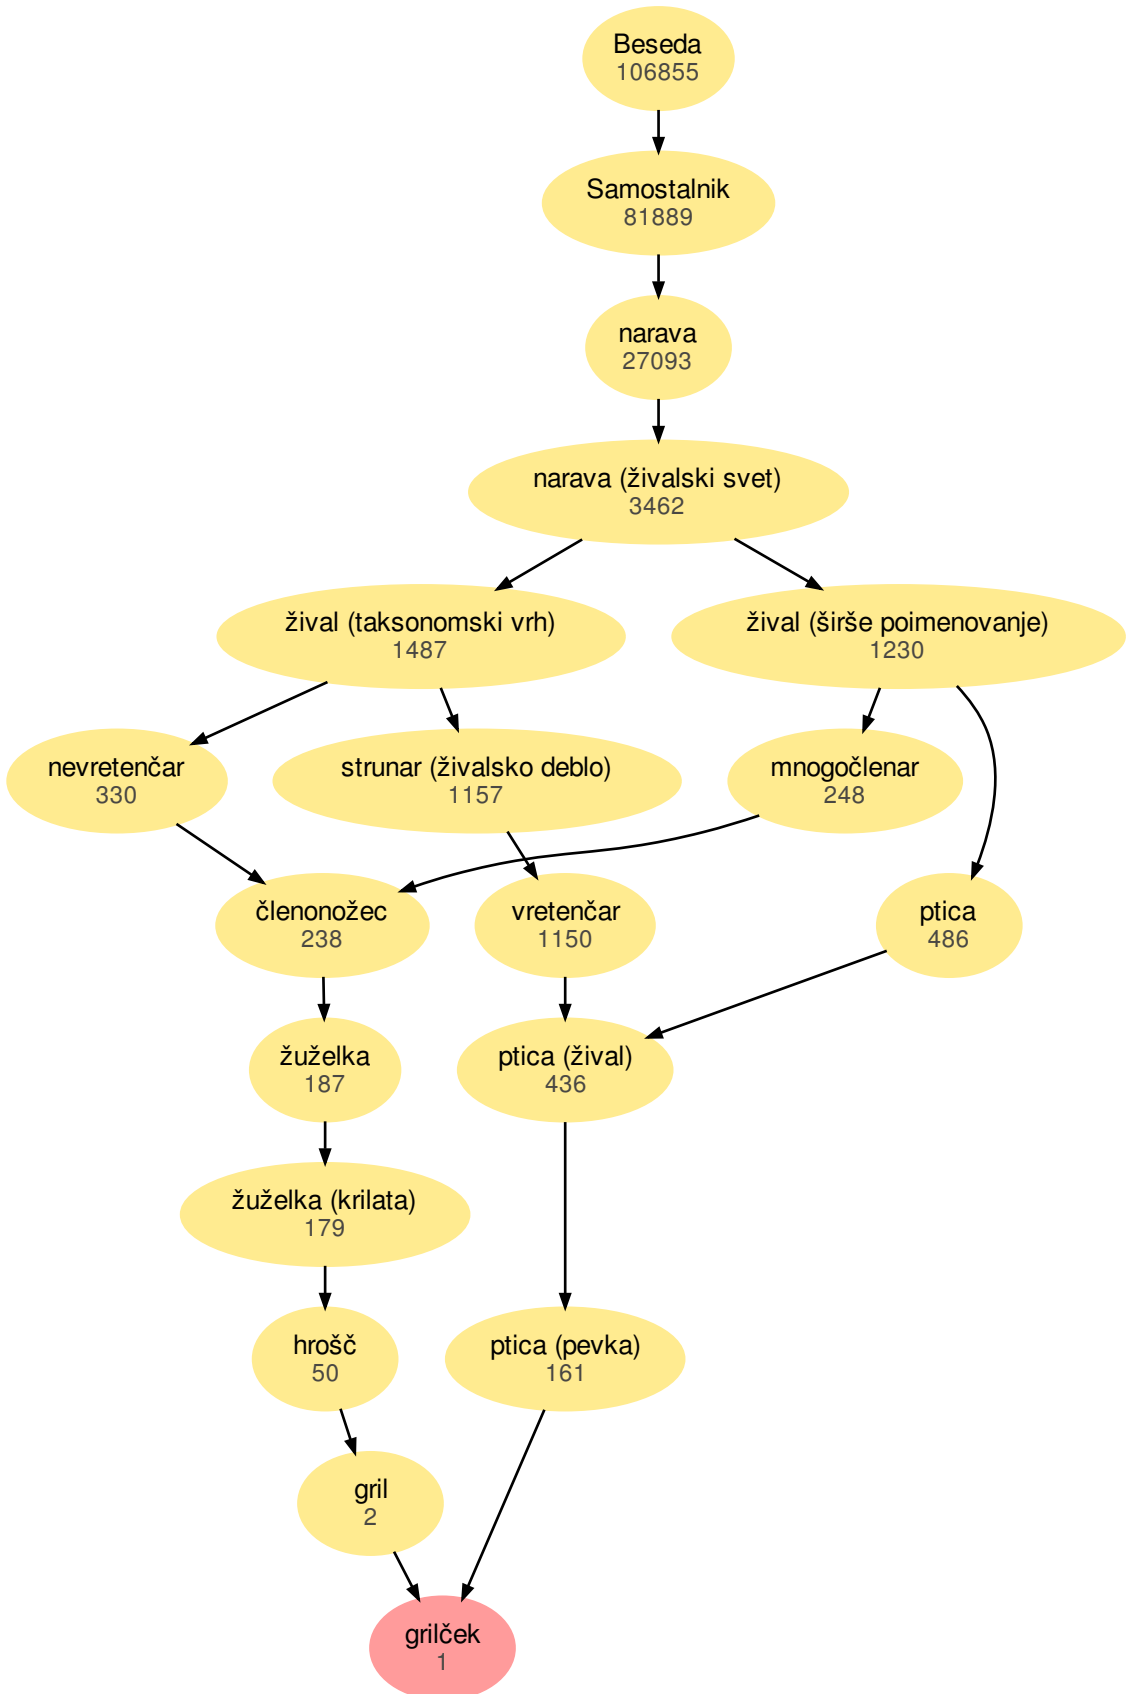 Beseda
106855
Samostalnik
81889
narava
27093
narava (živalski svet)
3462
žival (taksonomski vrh)
1487
žival (širše poimenovanje)
1230
nevretenčar
330
strunar (živalsko deblo)
1157
mnogočlenar
248
členonožec
238
vretenčar
1150
ptica
486
žuželka
187
ptica (žival)
436
žuželka (krilata)
179
hrošč
50
ptica (pevka)
161
gril
2
grilček
1